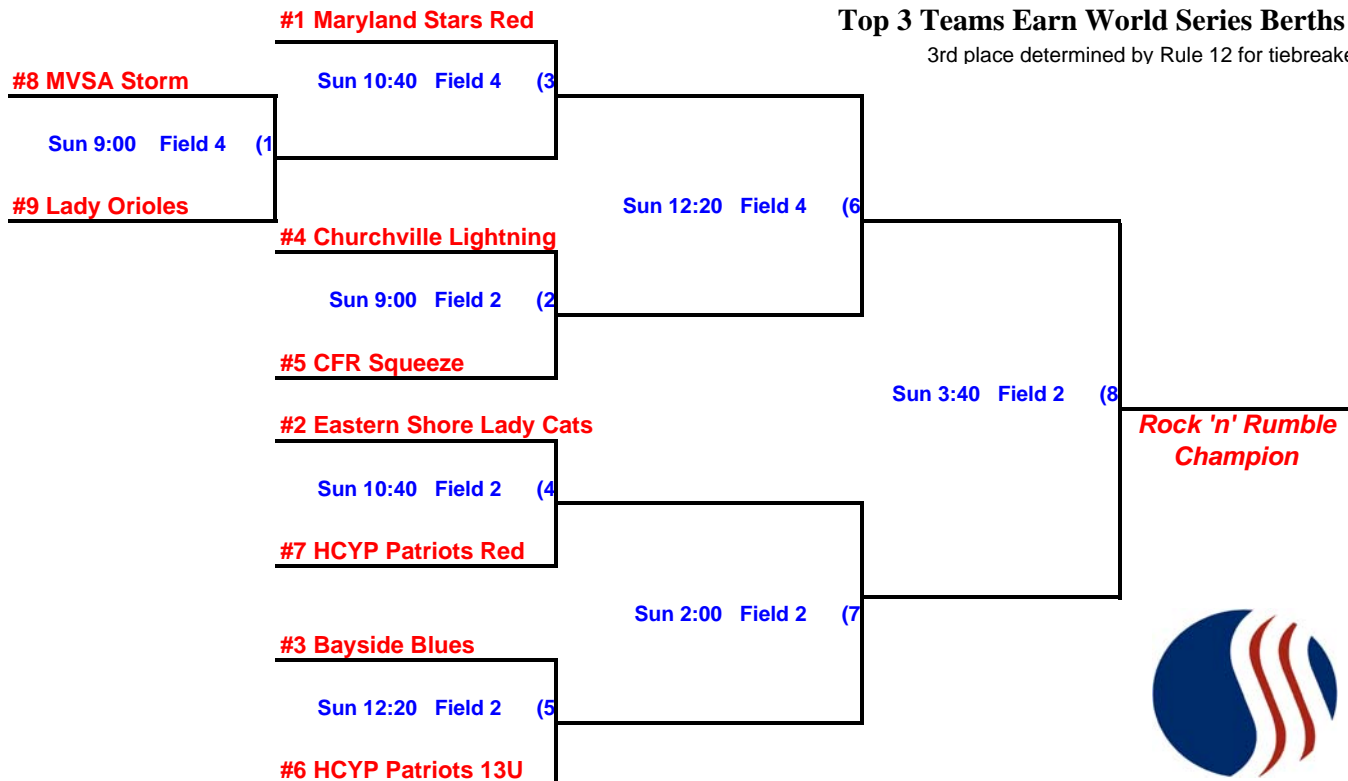 #1 Maryland Stars Red
Top 3 Teams Earn World Series Berths
3rd place determined by Rule 12 for tiebreake
#8 MVSA Storm
Sun 10:40 Field 4 (3
Sun 9:00 Field 4 (1
#9 Lady Orioles
Sun 12:20 Field 4 (6
#4 Churchville Lightning
Sun 9:00 Field 2 (2
#5 CFR Squeeze
Sun 3:40 Field 2 (8
#2 Eastern Shore Lady Cats
Rock 'n' Rumble
Champion
Sun 10:40 Field 2 (4
#7 HCYP Patriots Red
Sun 2:00 Field 2 (7
#3 Bayside Blues
Sun 12:20 Field 2 (5
#6 HCYP Patriots 13U